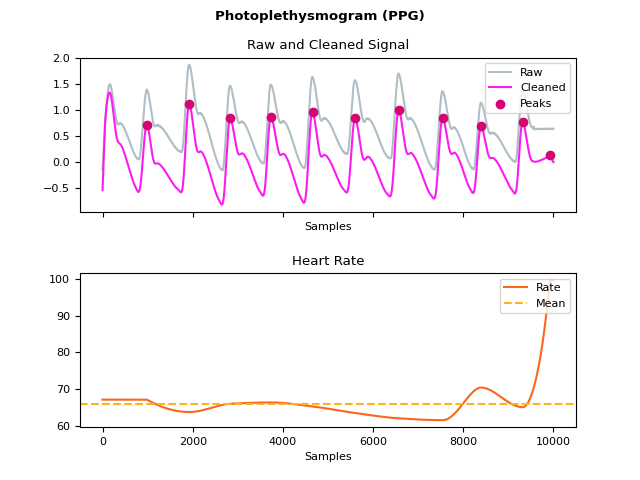 Photoplethysmogram (PPG)
Raw and Cleaned Signal
2.0
1.5
1.0
0.5
0.0
−0.5
Raw
Cleaned
Peaks
Samples
Heart Rate
100
90
80
70
60
Rate
Mean
0 2000 4000 6000 8000 10000
Samples